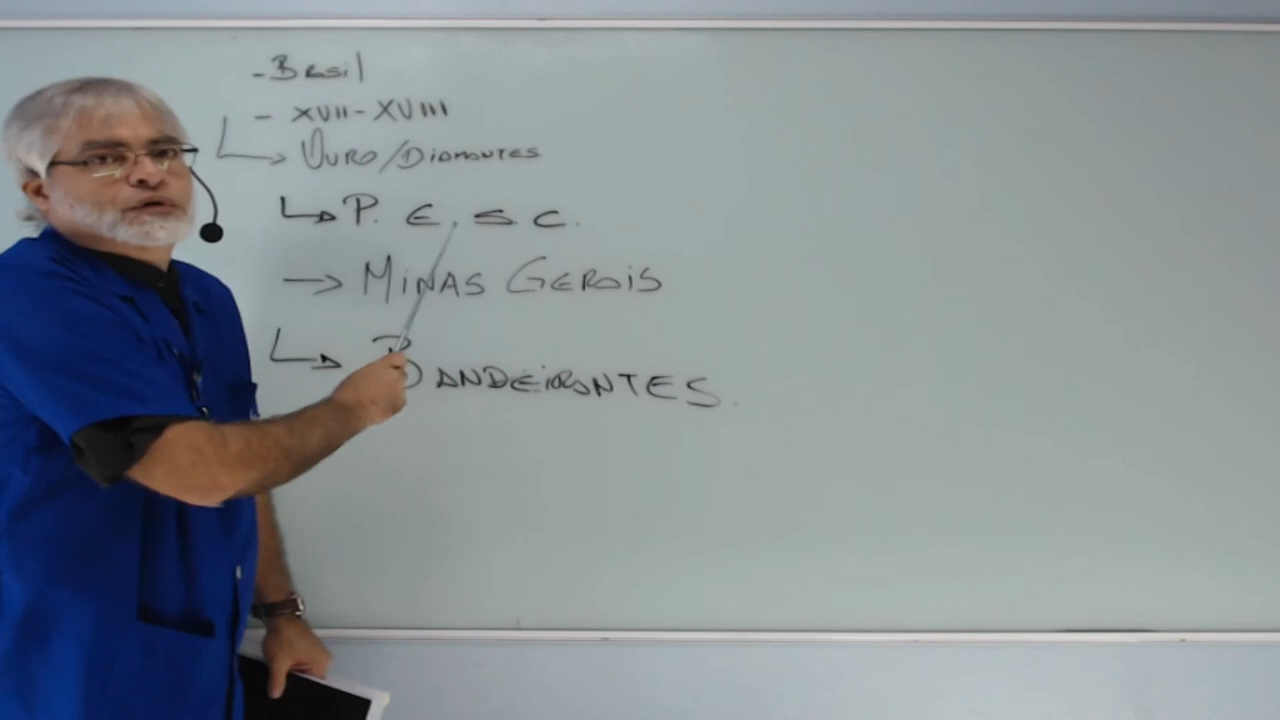 - Brasil
- XVII - XVIII
OURO/DIAMANTES
P. E. S. C.
MINAS GERAIS
BANDEIRANTES.